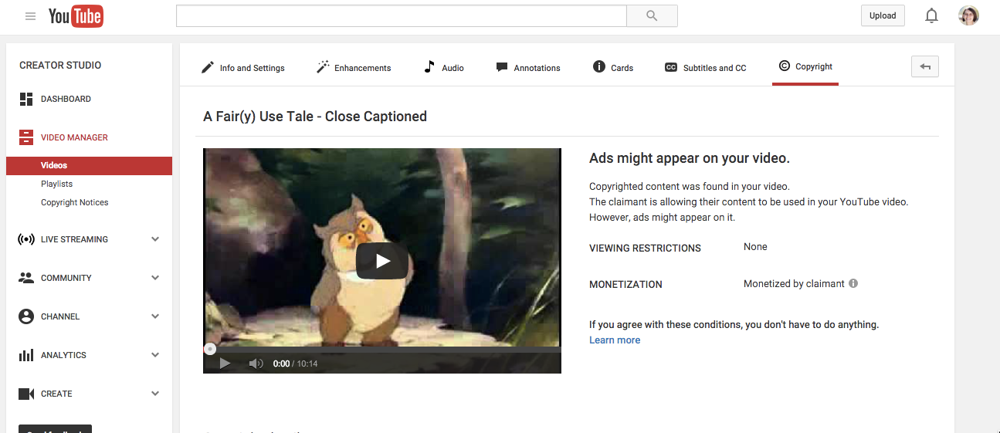 YouTube
Upload
CREATOR STUDIO
DASHBOARD
VIDEO MANAGER
Videos
Playlists
Copyright Notices
LIVE STREAMING
COMMUNITY
CHANNEL
ANALYTICS
CREATE
Info and Settings
Enhancements
Audio
Annotations
Cards
CC Subtitles and CC
© Copyright
A Fair(y) Use Tale - Close Captioned
0:00 / 10:14
Ads might appear on your video.
Copyrighted content was found in your video.
The claimant is allowing their content to be used in your YouTube video.
However, ads might appear on it.
VIEWING RESTRICTIONS None
MONETIZATION Monetized by claimant
If you agree with these conditions, you don't have to do anything.
Learn more